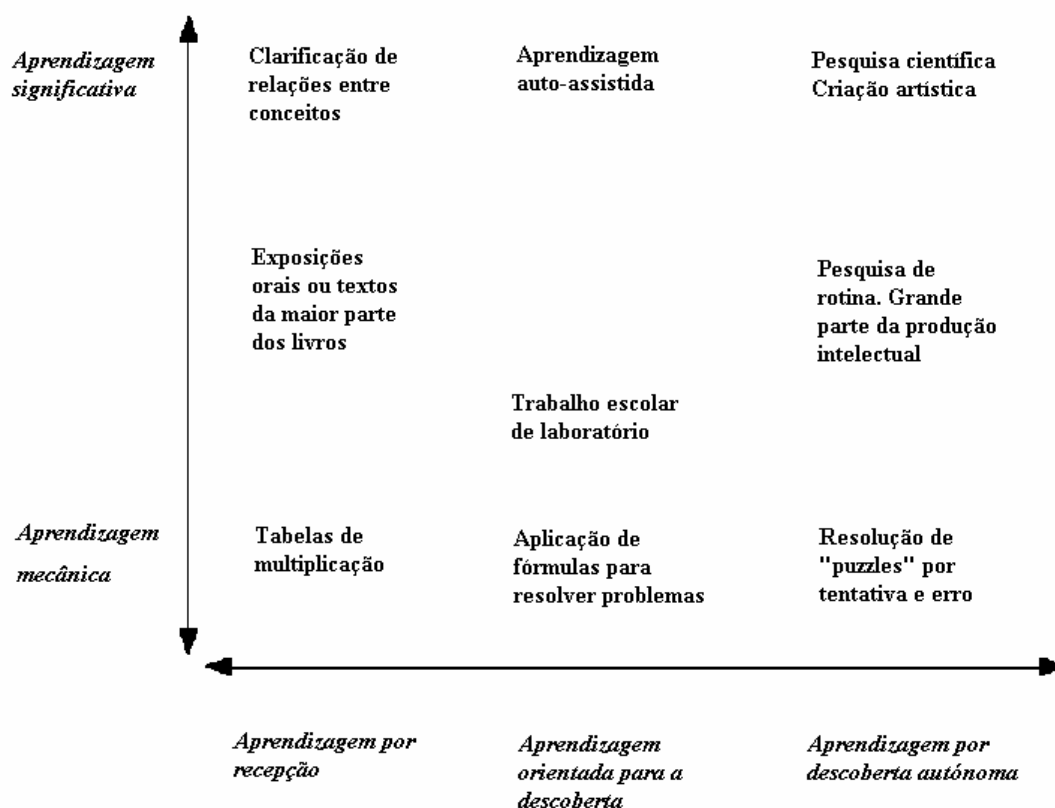 Aprendizagem
significativa
Clarificação de
relações entre
conceitos
Aprendizagem
auto-assistida
Pesquisa científica
Criação artística
Exposições
orais ou textos
da maior parte
dos livros
Pesquisa de
rotina. Grande
parte da produção
intelectual
Trabalho escolar
de laboratório
Aprendizagem
mecânica
Tabelas de
multiplicação
Aplicação de
fórmulas para
resolver problemas
Resolução de
"puzzles" por
tentativa e erro
Aprendizagem por
recepção
Aprendizagem
orientada para a
descoberta
Aprendizagem por
descoberta autónoma